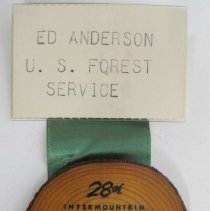 ED ANDERSON
U. S. FOREST
SERVICE
28th
INTERMOUNTAIN